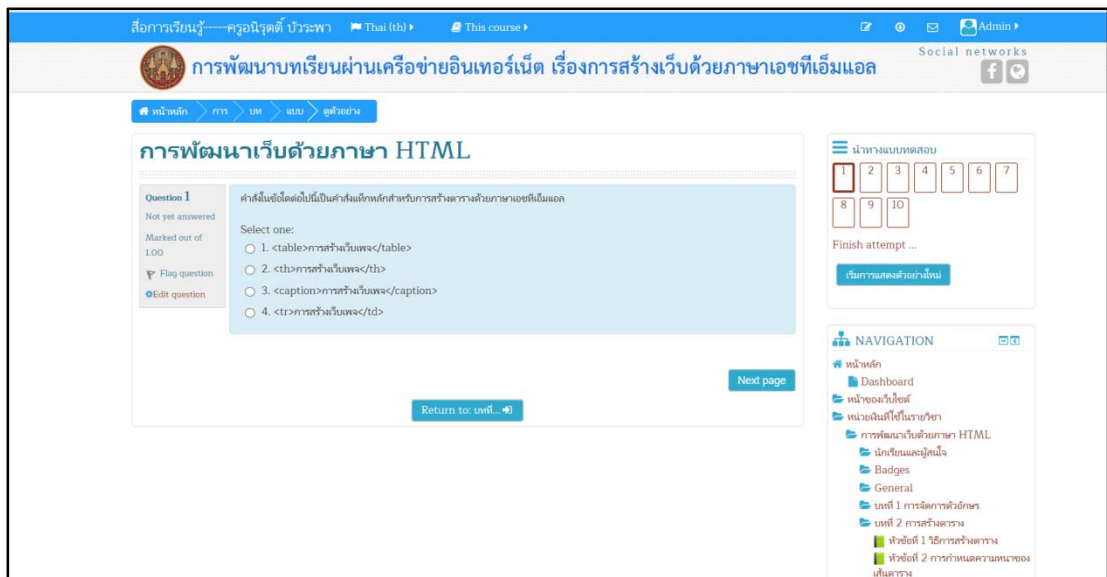 สื่อการเรียนรู้-----ครูอนิรุตติ์ บัวระพา
Thai (th)
This course
Admin
Social networks
การพัฒนาบทเรียนผ่านเครือข่ายอินเทอร์เน็ต เรื่องการสร้างเว็บด้วยภาษาเอชทีเอ็มแอล
หน้าหลัก
การ
บท
แบบ
ดูตัวอย่าง
การพัฒนาเว็บด้วยภาษา HTML
Question 1
Not yet answered
Marked out of
1.00
Flag question
Edit question
คำสั่งในข้อใดต่อไปนี้เป็นคำสั่งแท็กหลักสำหรับการสร้างตารางด้วยภาษาเอชทีเอ็มแอล
Select one:
1. <table>การสร้างเว็บเพจ</table>
2. <th>การสร้างเว็บเพจ</th>
3. <caption>การสร้างเว็บเพจ</caption>
4. <tr>การสร้างเว็บเพจ</td>
Next page
Return to: บทที่...
นำทางแบบทดสอบ
1 2 3 4 5 6 7
8 9 10
Finish attempt ...
เริ่มการแสดงตัวอย่างใหม่
NAVIGATION
หน้าหลัก
Dashboard
หน้าของเว็บไซต์
หน่วยผันที่ใช้ในรายวิชา
การพัฒนาเว็บด้วยภาษา HTML
นักเรียนและผู้สนใจ
Badges
General
บทที่ 1 การจัดการตัวอักษร
บทที่ 2 การสร้างตาราง
หัวข้อที่ 1 วิธีการสร้างตาราง
หัวข้อที่ 2 การกำหนดความหนาของ
เส้นตาราง